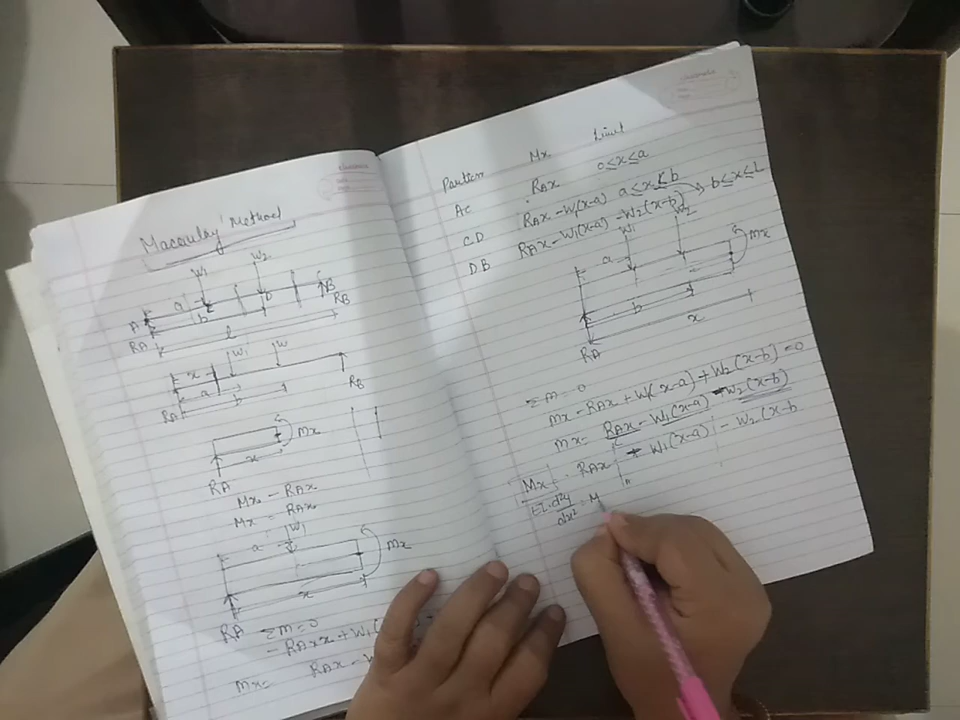 Macaulay Method
W1 W2
A a b B
RA l RB
x W1 W
a b
RA RB
Mx
x
RA
Mx - RAx
Mx = RAx
W1
a Mx
x
RA
ΣM=0
- RAxx + W1(
Mx = RAx - W
Portion Mx Limit
AC RAx 0≤x≤a
CD RAx - W1(x-a) a≤x≤b
DB RAx - W1(x-a) - W2(x-b) b≤x≤L
W1 W2
a Mx
b
x
RA
ΣM=0
Mx - RAx + W1(x-a) + W2(x-b) = 0
Mx = RAx - W1(x-a) - W2(x-b)
Mx = RAx - W1(x-a) - W2(x-b
EI. d²y/dx² = M